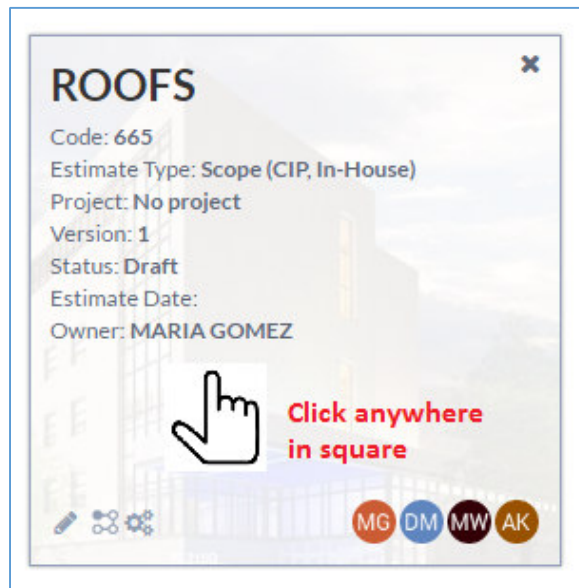 ROOFS
Code: 665
Estimate Type: Scope (CIP, In-House)
Project: No project
Version: 1
Status: Draft
Estimate Date:
Owner: MARIA GOMEZ
Click anywhere
in square
MG DM MW AK